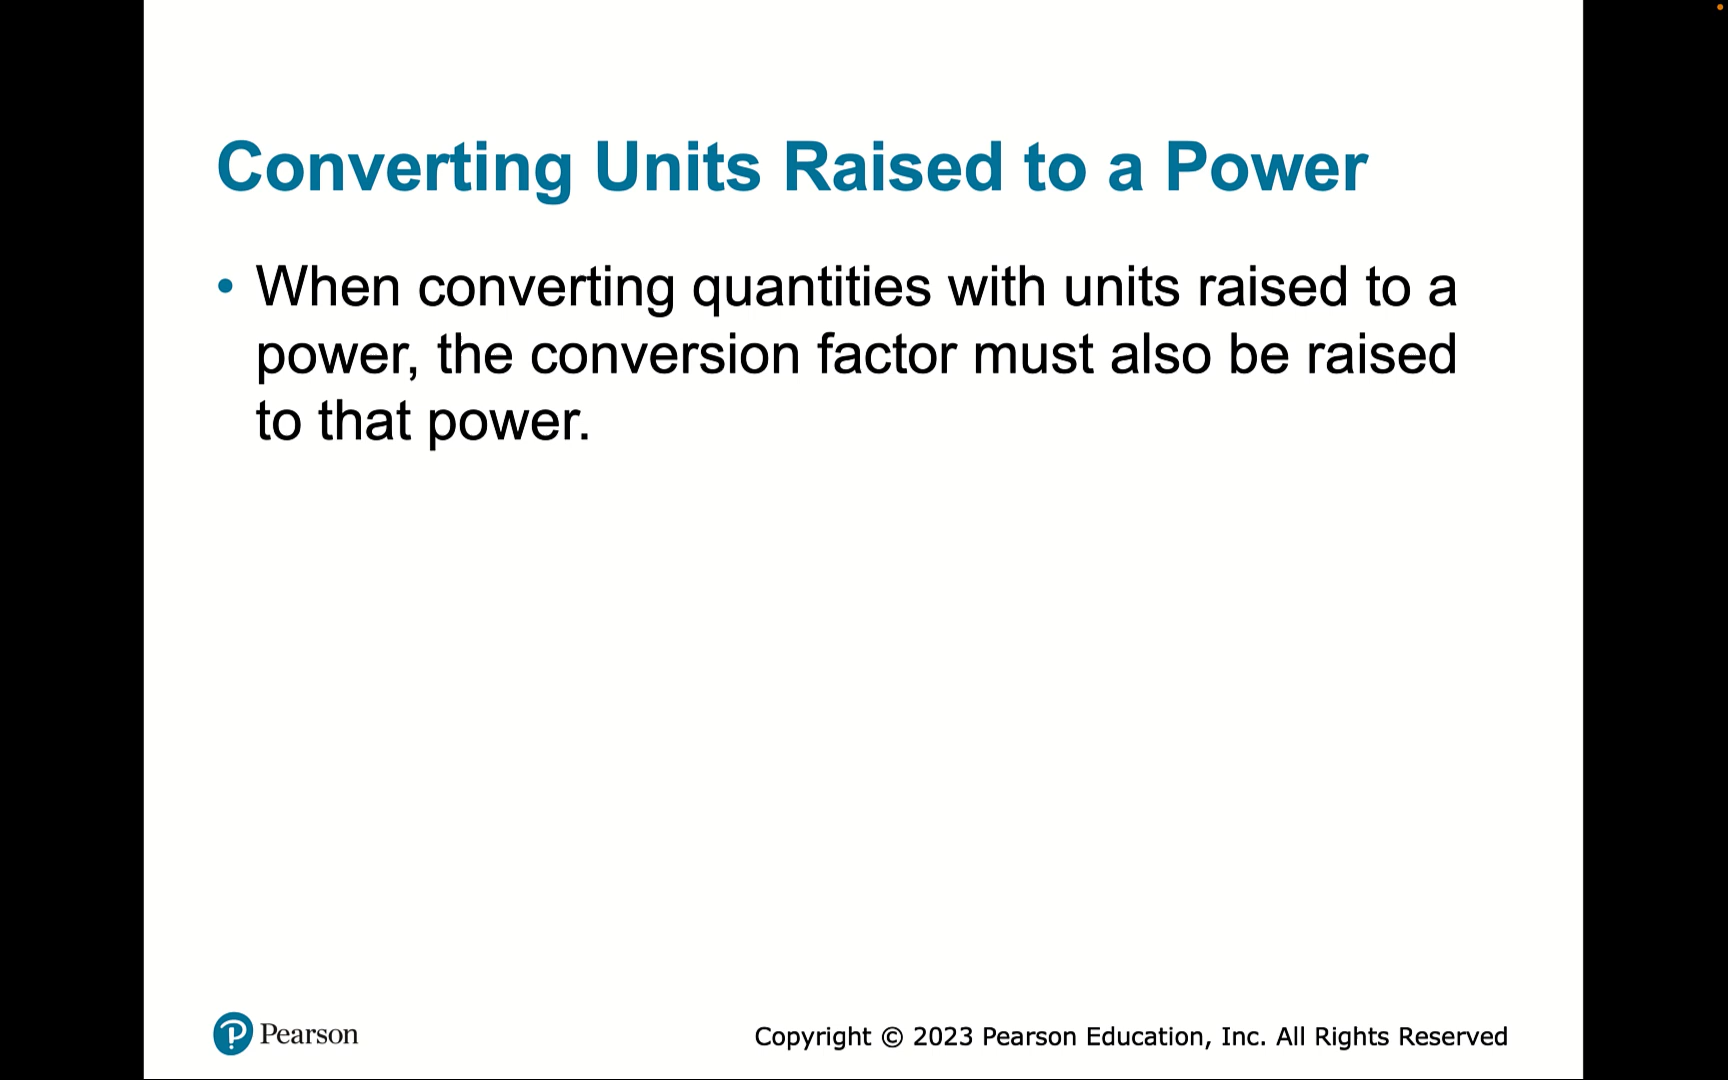 Converting Units Raised to a Power
• When converting quantities with units raised to a
power, the conversion factor must also be raised
to that power.
Pearson
Copyright © 2023 Pearson Education, Inc. All Rights Reserved